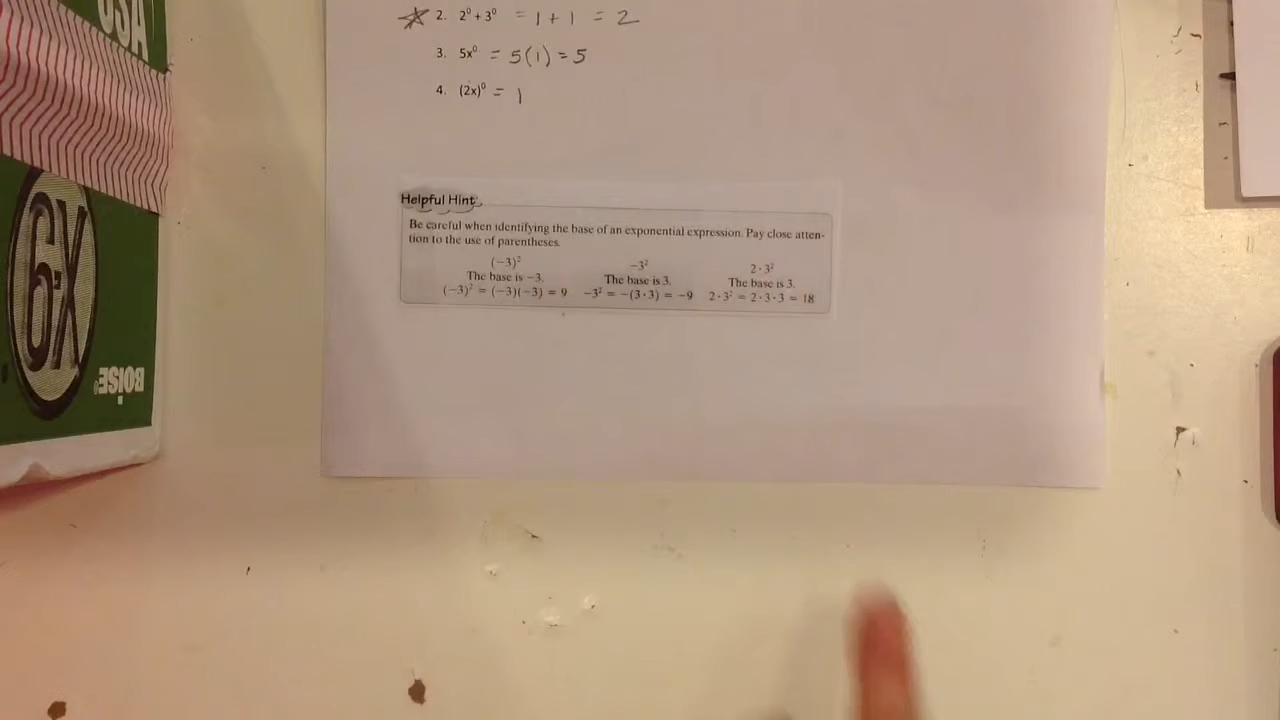 USA
2. 2⁰ + 3⁰ = 1 + 1 = 2
3. 5x⁰ = 5(1) = 5
4. (2x)⁰ = 1
Helpful Hint
Be careful when identifying the base of an exponential expression. Pay close atten-
tion to the use of parentheses.
(−3)² −3² 2 · 3²
The base is −3. The base is 3. The base is 3.
(−3)² = (−3)(−3) = 9 −3² = −(3 · 3) = −9 2 · 3² = 2 · 3 · 3 = 18
X-9
BOISE®